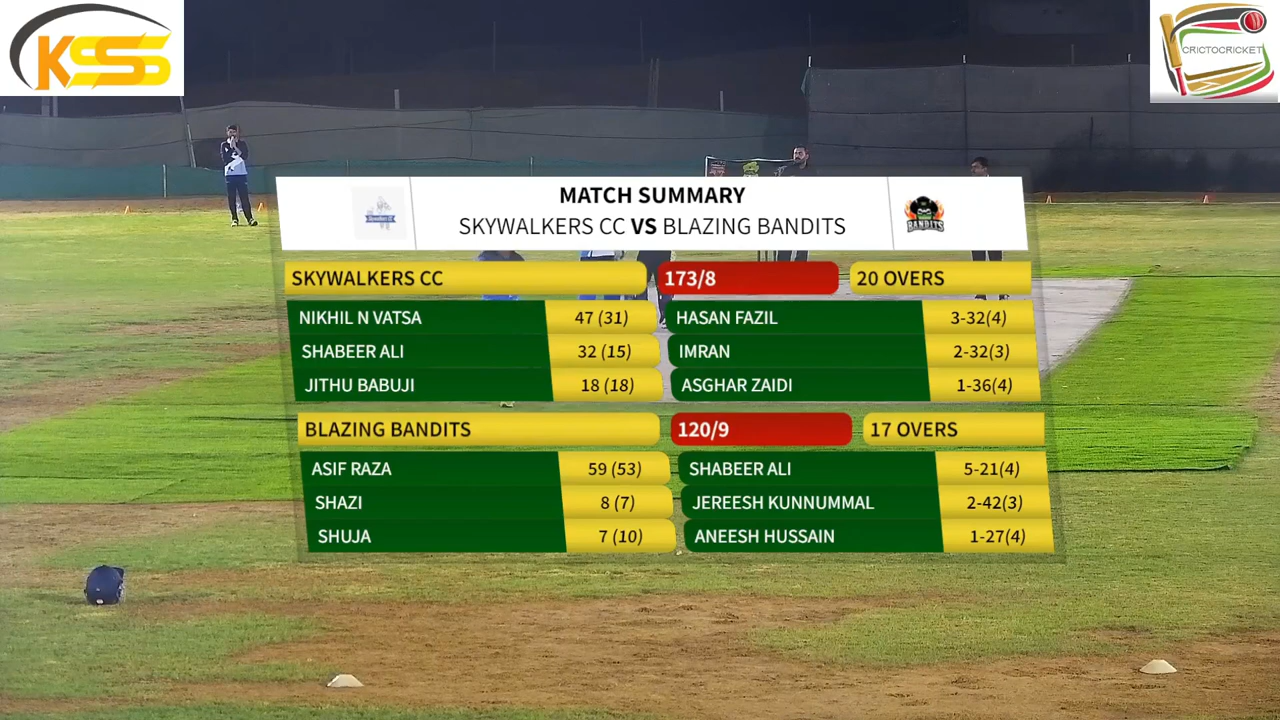 KSS
CRICTOCRICKET
MATCH SUMMARY
SKYWALKERS CC VS BLAZING BANDITS
BANDITS
SKYWALKERS CC 173/8 20 OVERS
NIKHIL N VATSA 47 (31) HASAN FAZIL 3-32(4)
SHABEER ALI 32 (15) IMRAN 2-32(3)
JITHU BABUJI 18 (18) ASGHAR ZAIDI 1-36(4)
BLAZING BANDITS 120/9 17 OVERS
ASIF RAZA 59 (53) SHABEER ALI 5-21(4)
SHAZI 8 (7) JEREESH KUNNUMMAL 2-42(3)
SHUJA 7 (10) ANEESH HUSSAIN 1-27(4)